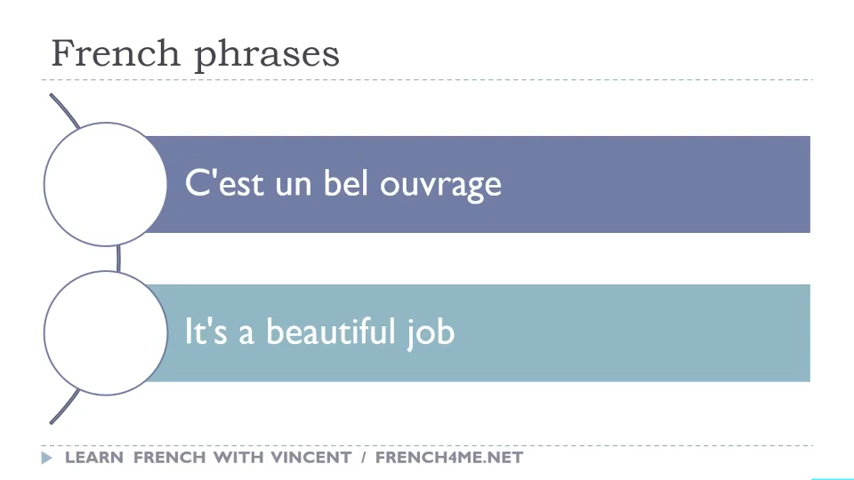 French phrases
C'est un bel ouvrage
It's a beautiful job
LEARN FRENCH WITH VINCENT / FRENCH4ME.NET